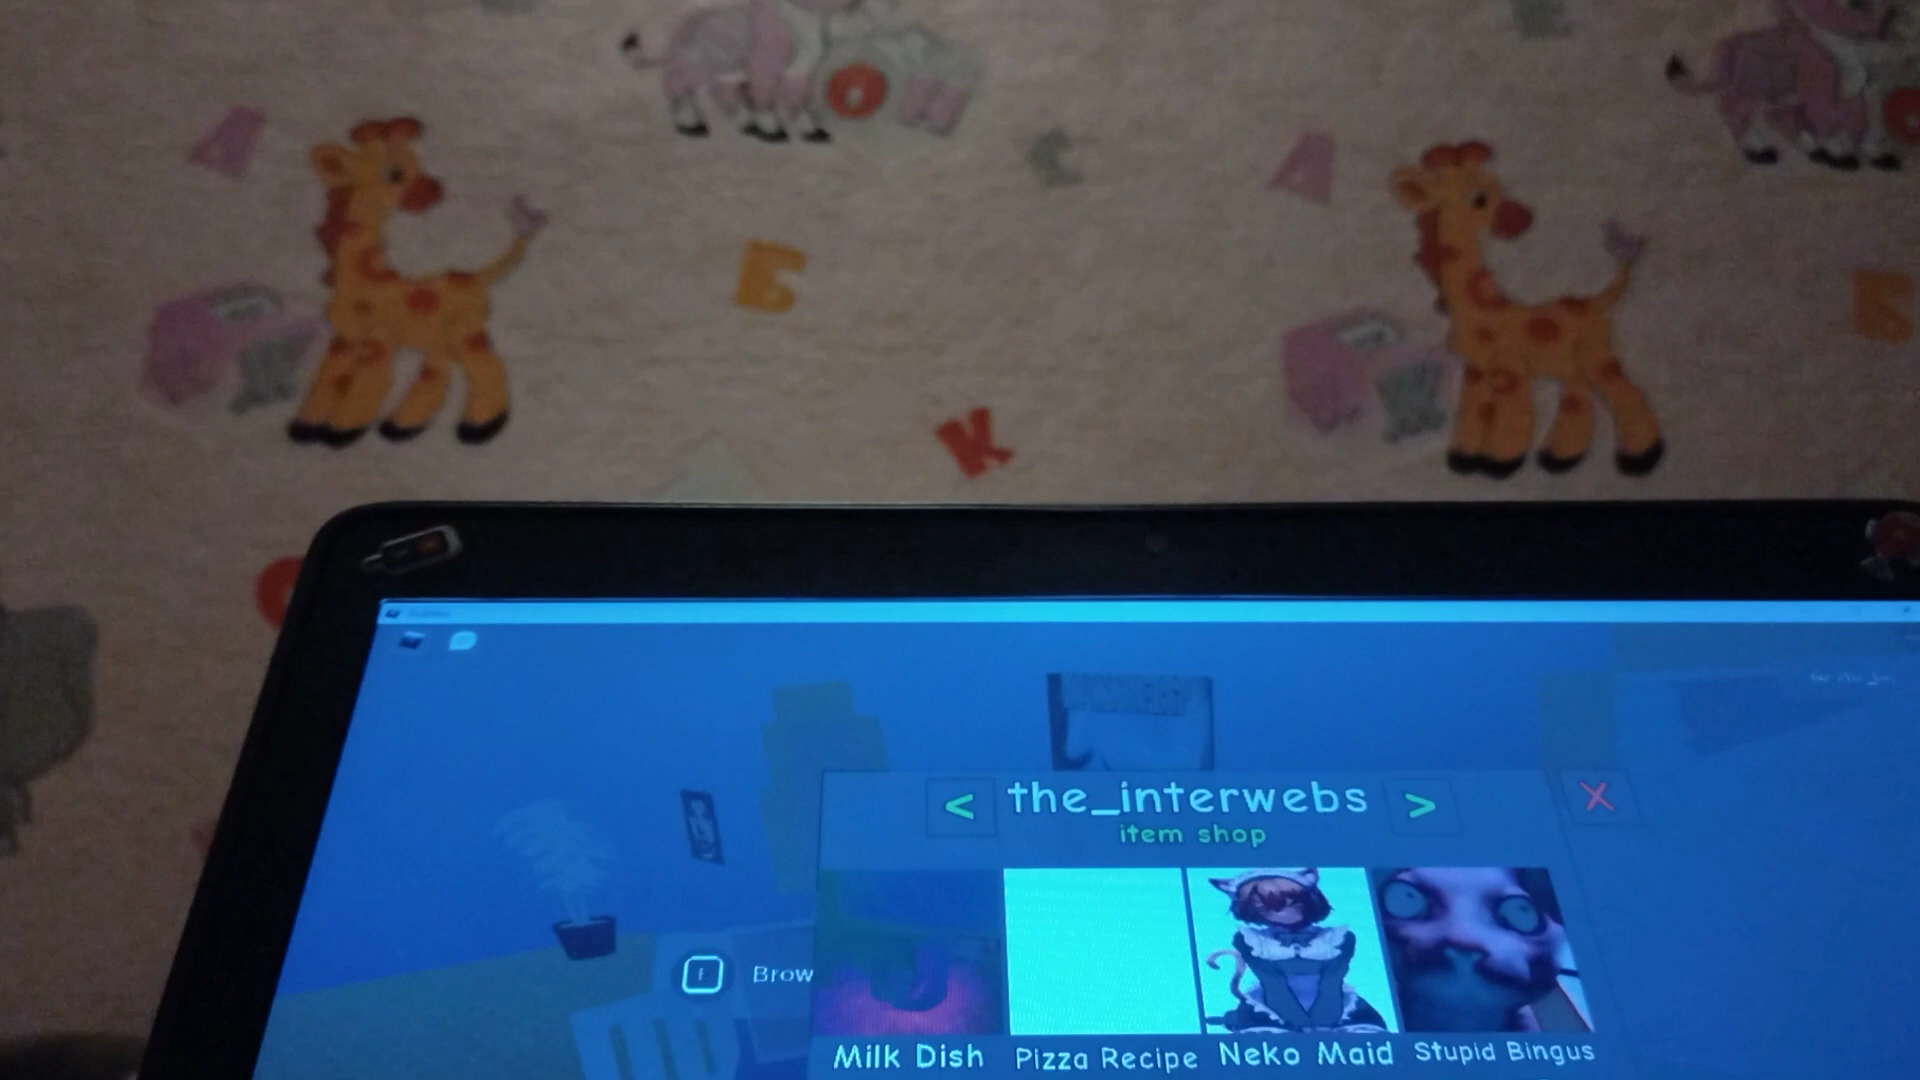 A
O
C
A
E
K
< the_interwebs >
X
item shop
F
Brow
Milk Dish
Pizza Recipe
Neko Maid
Stupid Bingus